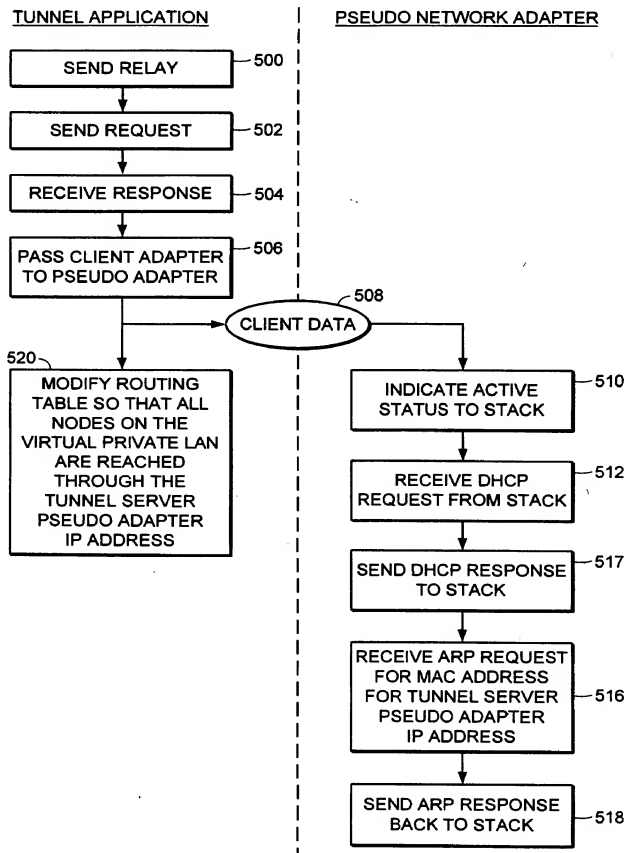 TUNNEL APPLICATION
SEND RELAY
500
SEND REQUEST
502
RECEIVE RESPONSE
504
PASS CLIENT ADAPTER
TO PSEUDO ADAPTER
506
520
MODIFY ROUTING
TABLE SO THAT ALL
NODES ON THE
VIRTUAL PRIVATE LAN
ARE REACHED
THROUGH THE
TUNNEL SERVER
PSEUDO ADAPTER
IP ADDRESS
PSEUDO NETWORK ADAPTER
508
CLIENT DATA
INDICATE ACTIVE
STATUS TO STACK
510
RECEIVE DHCP
REQUEST FROM STACK
512
SEND DHCP RESPONSE
TO STACK
517
RECEIVE ARP REQUEST
FOR MAC ADDRESS
FOR TUNNEL SERVER
PSEUDO ADAPTER
IP ADDRESS
516
SEND ARP RESPONSE
BACK TO STACK
518